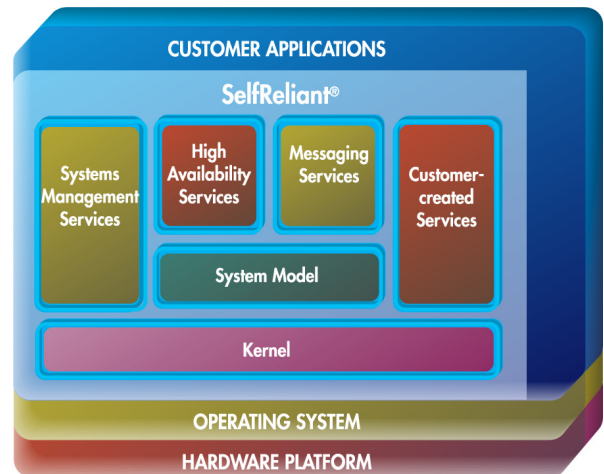 CUSTOMER APPLICATIONS
SelfReliant®
Systems
Management
Services
High
Availability
Services
Messaging
Services
Customer-
created
Services
System Model
Kernel
OPERATING SYSTEM
HARDWARE PLATFORM